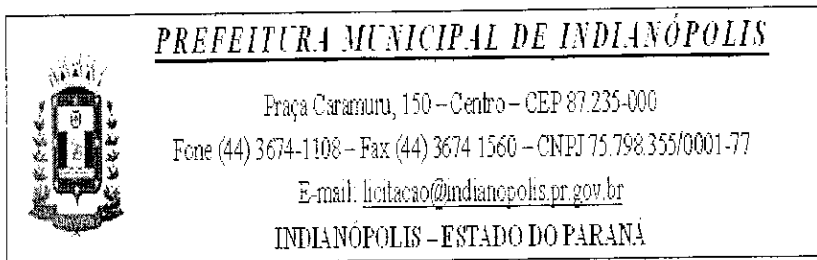 PREFEITURA MUNICIPAL DE INDIANÓPOLIS
Praça Caramuru, 150 – Centro – CEP 87.235-000
Fone (44) 3674-1108 – Fax (44) 3674 1560 – CNPJ 75.798.355/0001-77
E-mail: licitacao@indianopolis.pr.gov.br
INDIANÓPOLIS – ESTADO DO PARANÁ